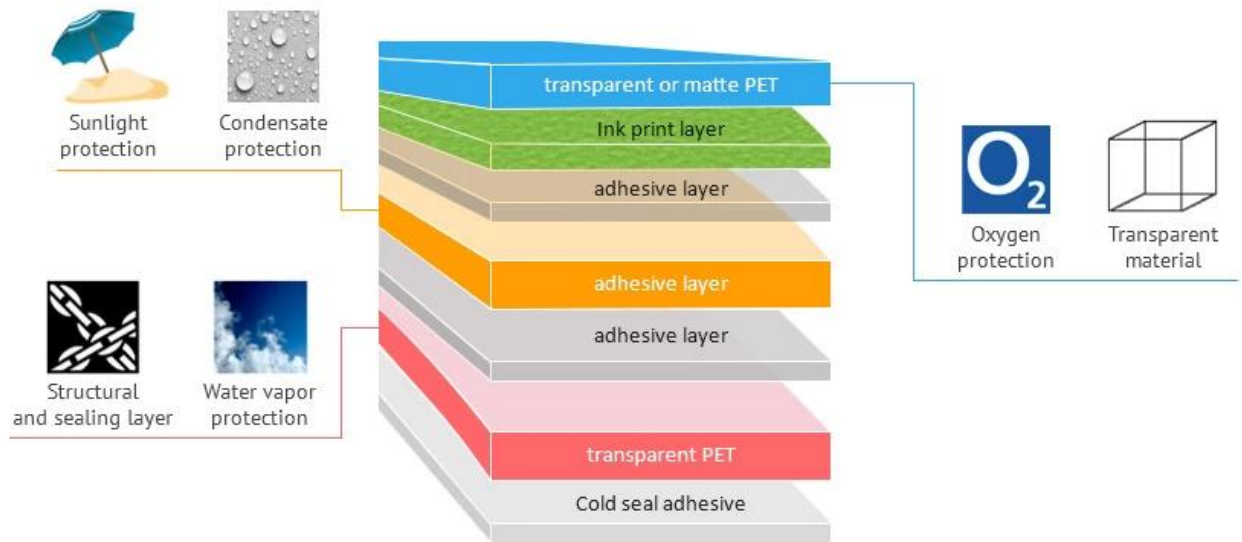 Sunlight
protection
Condensate
protection
Structural
and sealing layer
Water vapor
protection
transparent or matte PET
Ink print layer
adhesive layer
adhesive layer
adhesive layer
transparent PET
Cold seal adhesive
O2
Oxygen
protection
Transparent
material